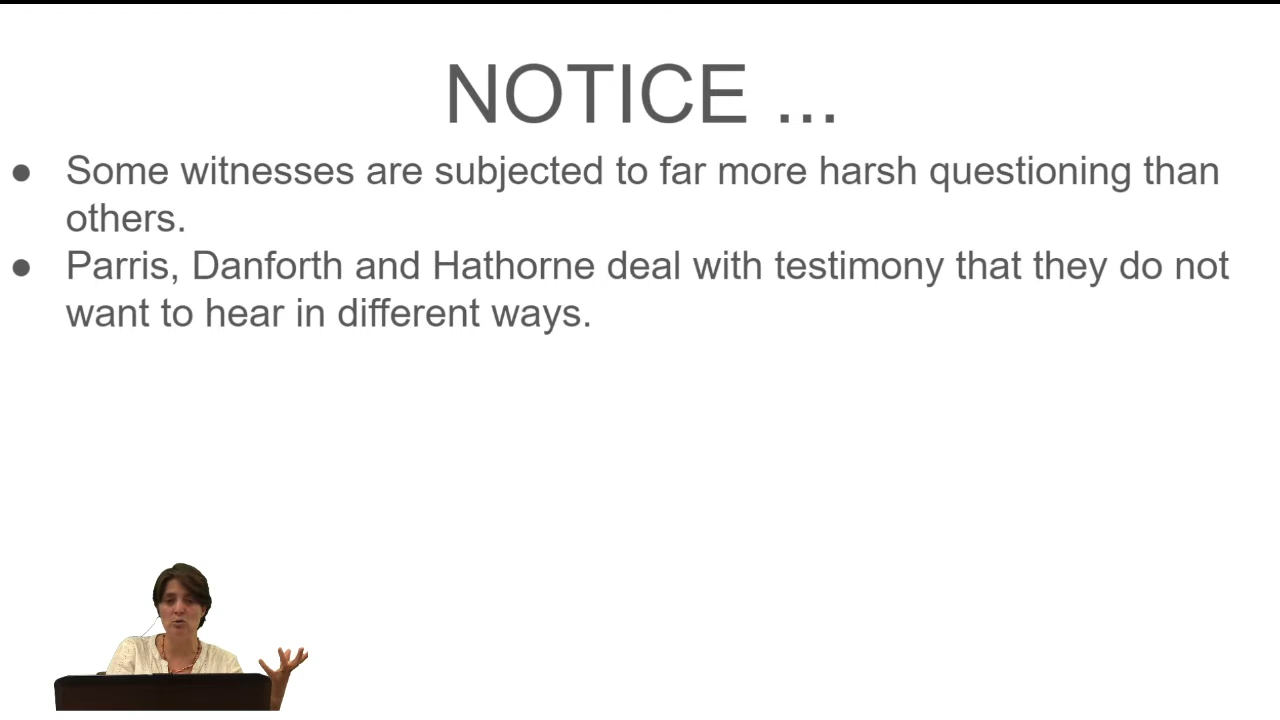 NOTICE ...
● Some witnesses are subjected to far more harsh questioning than
others.
● Parris, Danforth and Hathorne deal with testimony that they do not
want to hear in different ways.